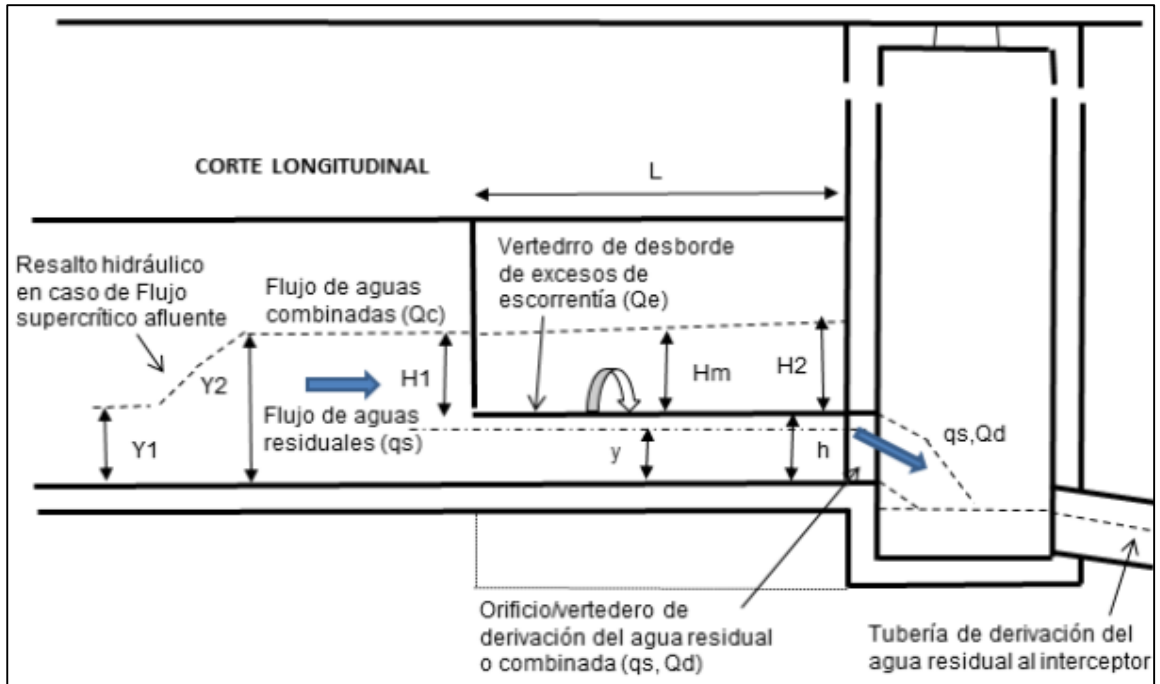 CORTE LONGITUDINAL
L
Resalto hidráulico
en caso de Flujo
supercrítico afluente
Flujo de aguas
combinadas (Qc)
Vertedrro de desborde
de excesos de
escorrentía (Qe)
Y2
H1
Hm
H2
Flujo de aguas
residuales (qs)
Y1
y
h
qs,Qd
Orificio/vertedero de
derivación del agua residual
o combinada (qs, Qd)
Tubería de derivación del
agua residual al interceptor